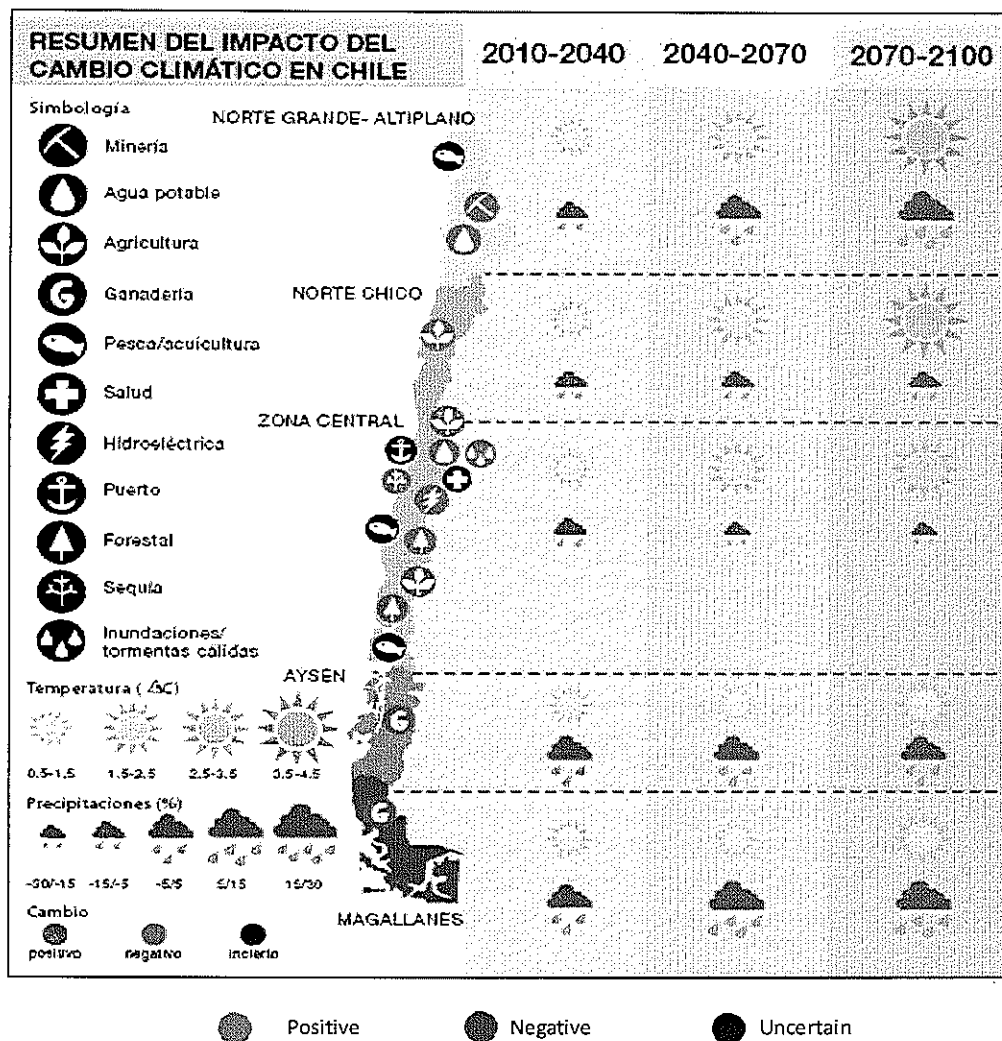 RESUMEN DEL IMPACTO DEL
CAMBIO CLIMÁTICO EN CHILE
2010-2040
2040-2070
2070-2100
Simbología
Minería
Agua potable
Agricultura
Ganadería
Pesca/acuicultura
Salud
Hidroeléctrica
Puerto
Forestal
Sequía
Inundaciones/
tormentas cálidas
NORTE GRANDE- ALTIPLANO
NORTE CHICO
ZONA CENTRAL
AYSÉN
MAGALLANES
Temperatura (ΔC)
0.5-1.5 1.5-2.5 2.5-3.5 3.5-4.5
Precipitaciones (%)
-30/-15 -15/-5 -5/5 5/15 15/30
Cambio
positivo negativo incierto
Positive Negative Uncertain